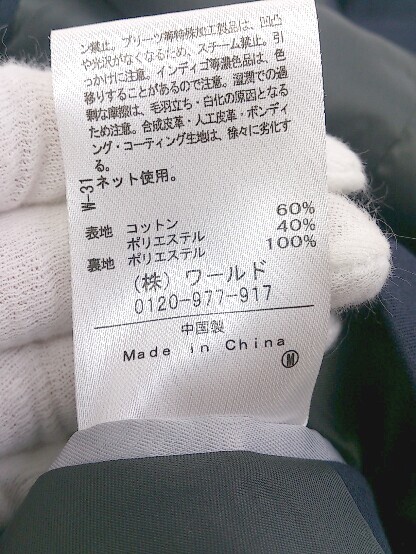 ン禁止。プリーツ等特殊加工製品は、凹凸
や光沢がなくなるため、スチーム禁止。引
っかけに注意。インディゴ等濃色品は、色
移りすることがあるので注意。湿潤での過
剰な摩擦は、毛羽立ち・白化の原因となる
ため注意。合成皮革・人工皮革・ボンディ
ング・コーティング生地は、徐々に劣化す
る。
W-31 ネット使用。
表地 コットン 60%
ポリエステル 40%
裏地 ポリエステル 100%
(株) ワールド
0120-977-917
中国製
Made in China
M